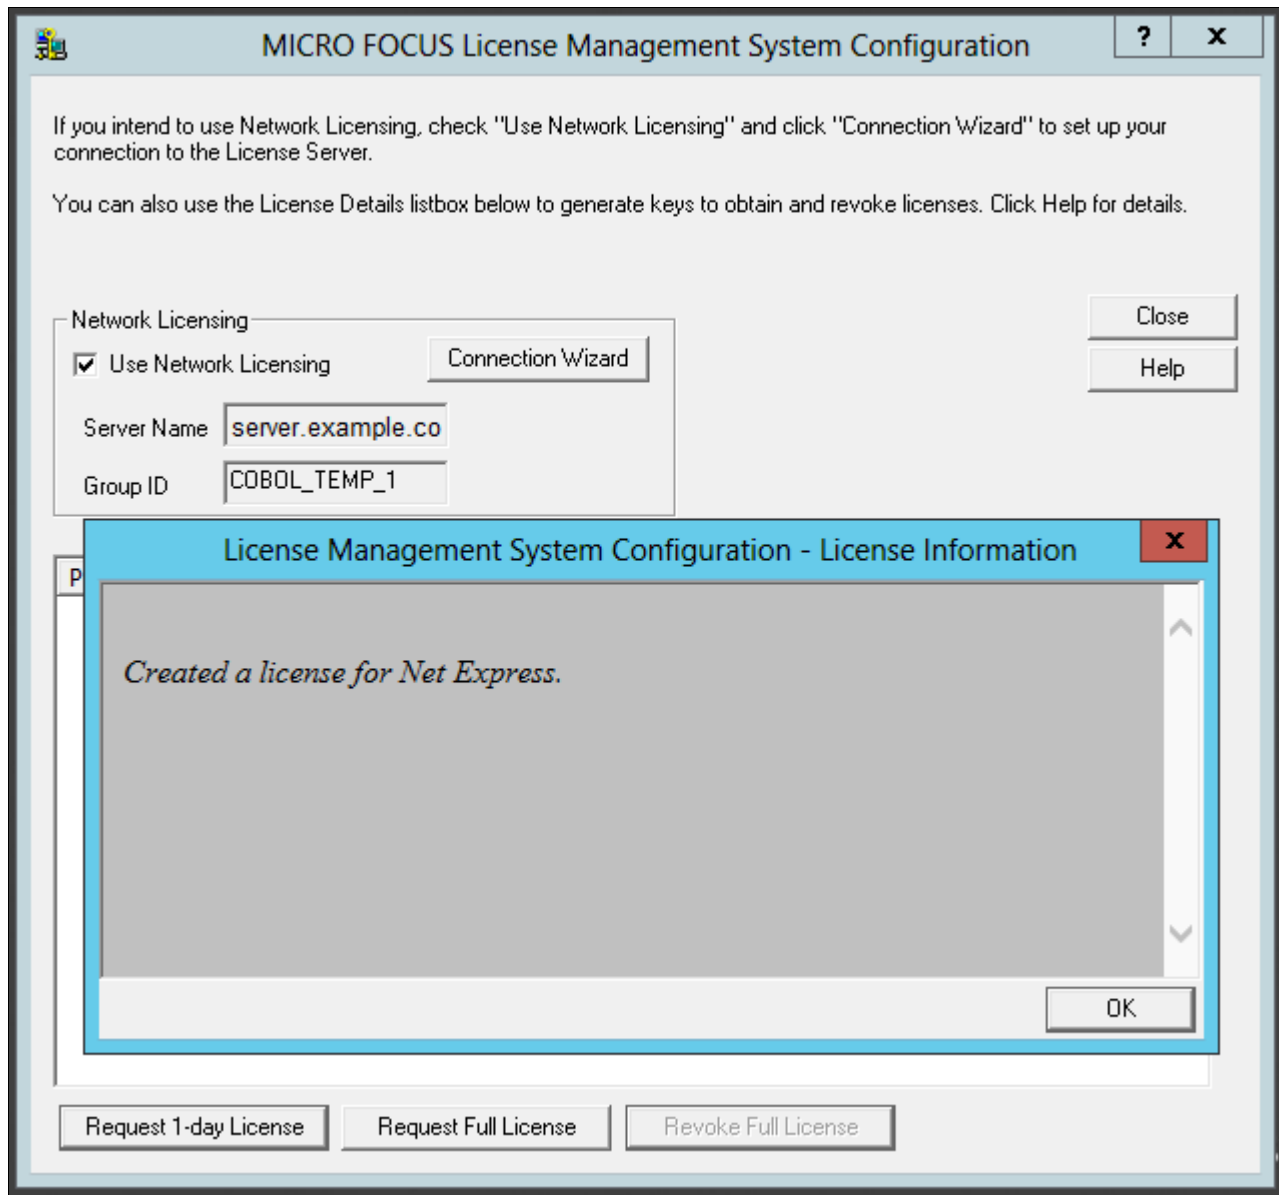 MICRO FOCUS License Management System Configuration
? x
If you intend to use Network Licensing, check "Use Network Licensing" and click "Connection Wizard" to set up your
connection to the License Server.
You can also use the License Details listbox below to generate keys to obtain and revoke licenses. Click Help for details.
Close
Network Licensing
Use Network Licensing
Connection Wizard
Help
Server Name server.example.co
Group ID COBOL_TEMP_1
License Management System Configuration - License Information
x
P
Created a license for Net Express.
OK
Request 1-day License
Request Full License
Revoke Full License